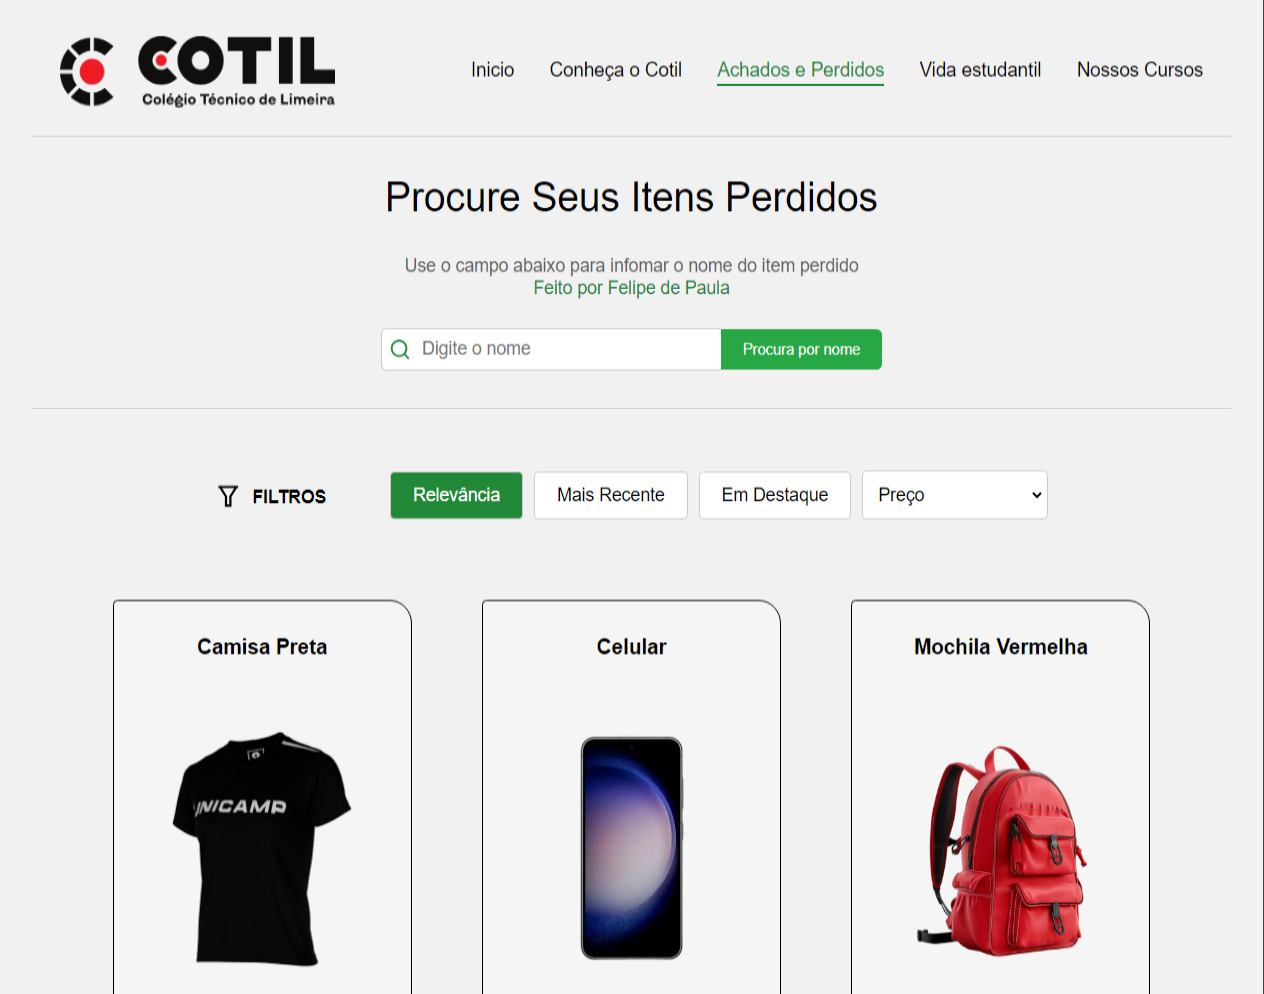 COTIL
Colégio Técnico de Limeira
Inicio
Conheça o Cotil
Achados e Perdidos
Vida estudantil
Nossos Cursos
Procure Seus Itens Perdidos
Use o campo abaixo para infomar o nome do item perdido
Feito por Felipe de Paula
Digite o nome
Procura por nome
FILTROS
Relevância
Mais Recente
Em Destaque
Preço
Camisa Preta
Celular
Mochila Vermelha
UNICAMP